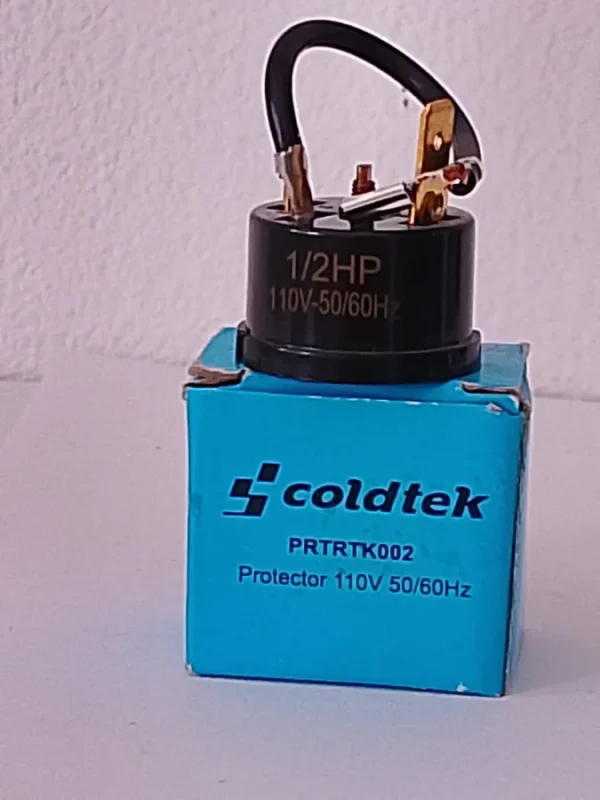 1/2HP
110V-50/60Hz
coldtek
PRTRTK002
Protector 110V 50/60Hz